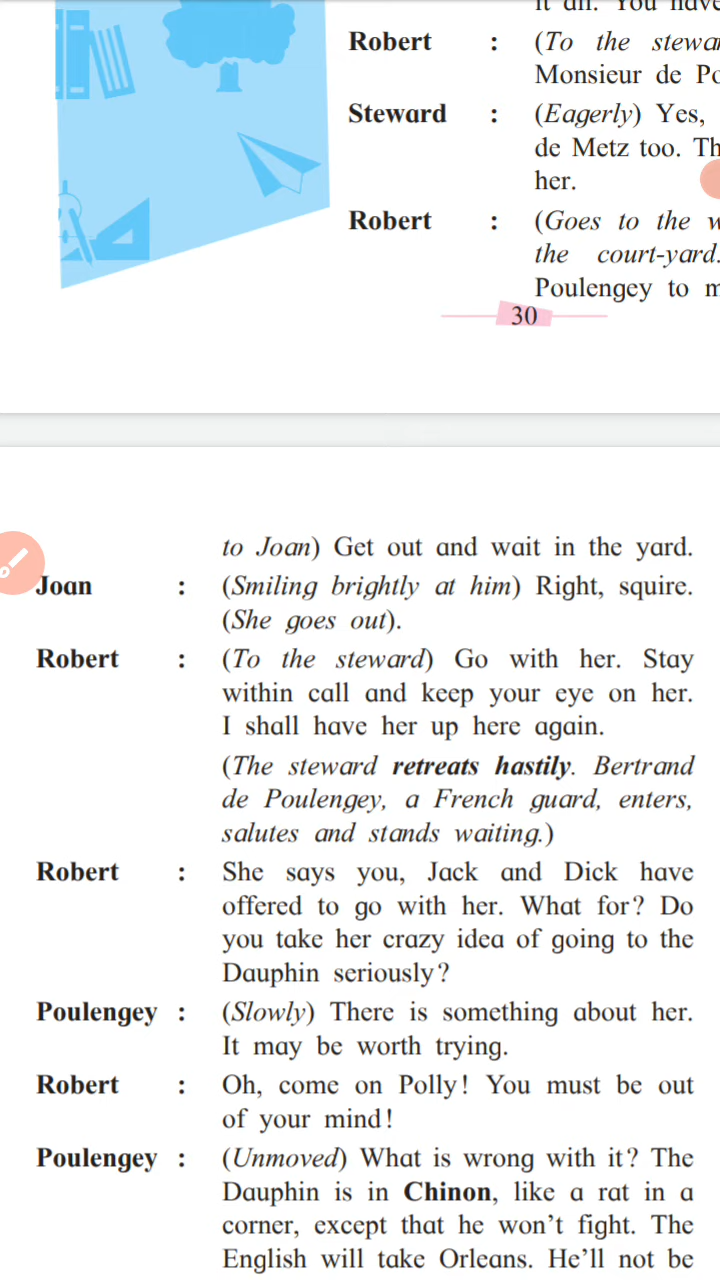 it all. You have
Robert : (To the
Monsieur de
Steward : (Eagerly) Yes,
de Metz too.
her.
Robert : (Goes to the
the court-yard.
Poulengey to
30
to Joan) Get out and wait in the yard.
Joan : (Smiling brightly at him) Right, squire.
(She goes out).
Robert : (To the steward) Go with her. Stay
within call and keep your eye on her.
I shall have her up here again.
(The steward retreats hastily. Bertrand
de Poulengey, a French guard, enters,
salutes and stands waiting.)
Robert : She says you, Jack and Dick have
offered to go with her. What for? Do
you take her crazy idea of going to the
Dauphin seriously?
Poulengey : (Slowly) There is something about her.
It may be worth trying.
Robert : Oh, come on Polly! You must be out
of your mind!
Poulengey : (Unmoved) What is wrong with it? The
Dauphin is in Chinon, like a rat in a
corner, except that he won't fight. The
English will take Orleans. He'll not be